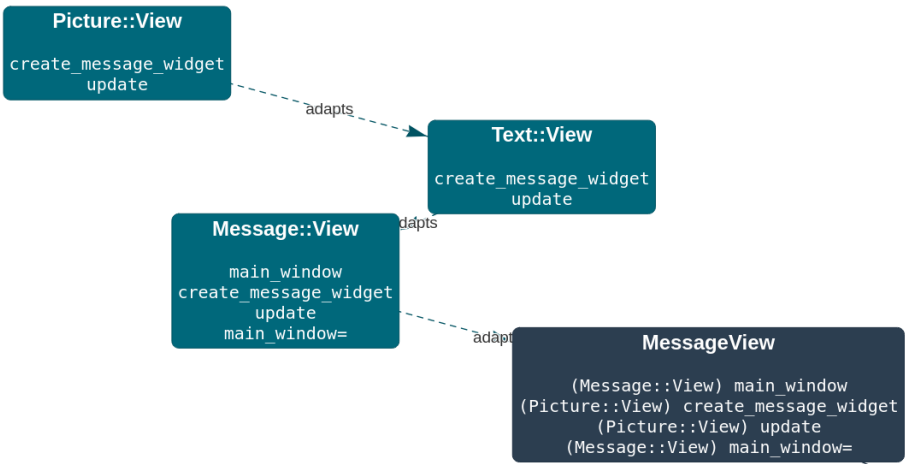 Picture::View
create_message_widget
update
adapts
Text::View
create_message_widget
update
adapts
Message::View
main_window
create_message_widget
update
main_window=
adapt
MessageView
(Message::View) main_window
(Picture::View) create_message_widget
(Picture::View) update
(Message::View) main_window=